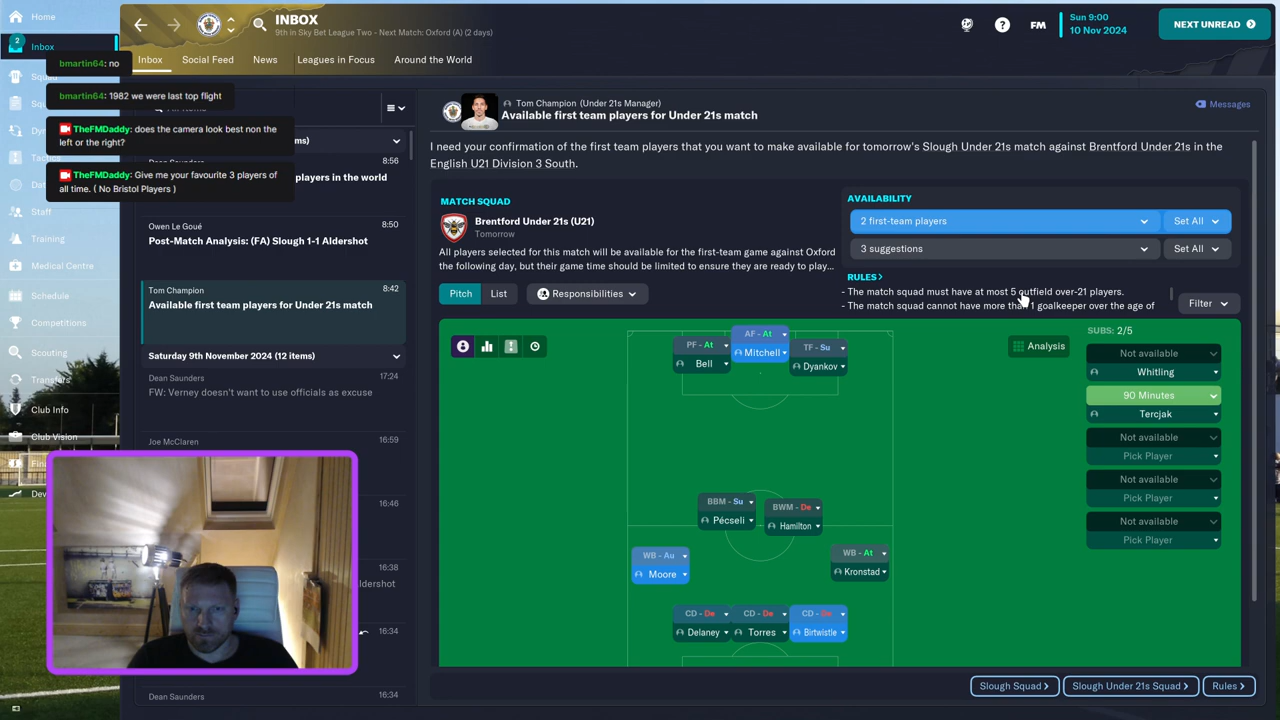 Home
2
Inbox
bmartin64: no
bmartin64: 1982 we were last top flight
TheFMDaddy: does the camera look best non the
left or the right?
TheFMDaddy: Give me your favourite 3 players
of all time. ( No Bristol Players )
Staff
Training
Medical Centre
Schedule
Competitions
Scouting
Transfers
Club Info
Club Vision
INBOX
9th in Sky Bet League Two - Next Match: Oxford (A) (2 days)
FM
Sun 9:00
10 Nov 2024
NEXT UNREAD
Inbox
Social Feed
News
Leagues in Focus
Around the World
8:56
players in the world
Owen Le Goué
8:50
Post-Match Analysis: (FA) Slough 1-1 Aldershot
Tom Champion
8:42
Available first team players for Under 21s match
Saturday 9th November 2024 (12 items)
Dean Saunders
17:24
FW: Verney doesn't want to use officials as excuse
Joe McClaren
16:59
16:46
16:38
dershot
16:34
Dean Saunders
16:34
Tom Champion (Under 21s Manager)
Available first team players for Under 21s match
Messages
I need your confirmation of the first team players that you want to make available for tomorrow's Slough Under 21s match against Brentford Under 21s in the
English U21 Division 3 South.
MATCH SQUAD
Brentford Under 21s (U21)
Tomorrow
All players selected for this match will be available for the first-team game against Oxford
the following day, but their game time should be limited to ensure they are ready to play...
AVAILABILITY
2 first-team players
Set All
3 suggestions
Set All
RULES
- The match squad must have at most 5 outfield over-21 players.
- The match squad cannot have more than 1 goalkeeper over the age of
Filter
Pitch
List
Responsibilities
Analysis
PF - At
Bell
AF - At
Mitchell
TF - Su
Dyankov
BBM - Su
Pécseli
BWM - De
Hamilton
WB - Au
Moore
WB - At
Kronstad
CD - De
Delaney
CD - De
Torres
CD - De
Birtwistle
SUBS: 2/5
Not available
Whitling
90 Minutes
Tercjak
Not available
Pick Player
Not available
Pick Player
Not available
Pick Player
Slough Squad
Slough Under 21s Squad
Rules